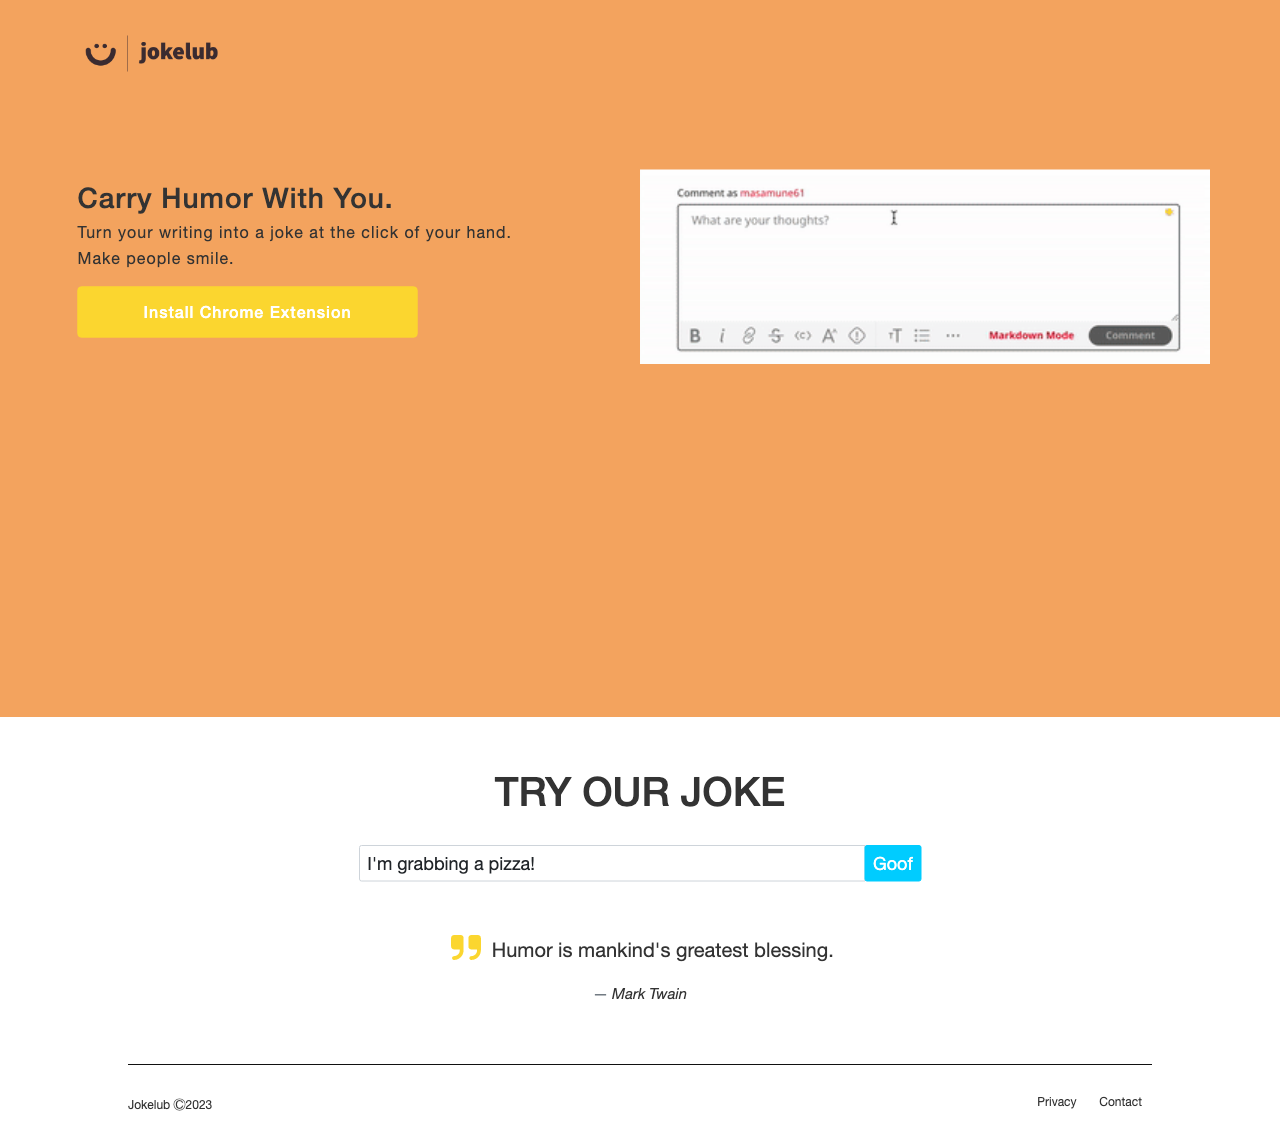 jokelub
Carry Humor With You.
Turn your writing into a joke at the click of your hand.
Make people smile.
Install Chrome Extension
Comment as masamune61
What are your thoughts?
B i S <c> A T T ... Markdown Mode Comment
TRY OUR JOKE
I'm grabbing a pizza! Goof
Humor is mankind's greatest blessing.
— Mark Twain
Jokelub ©2023 Privacy Contact